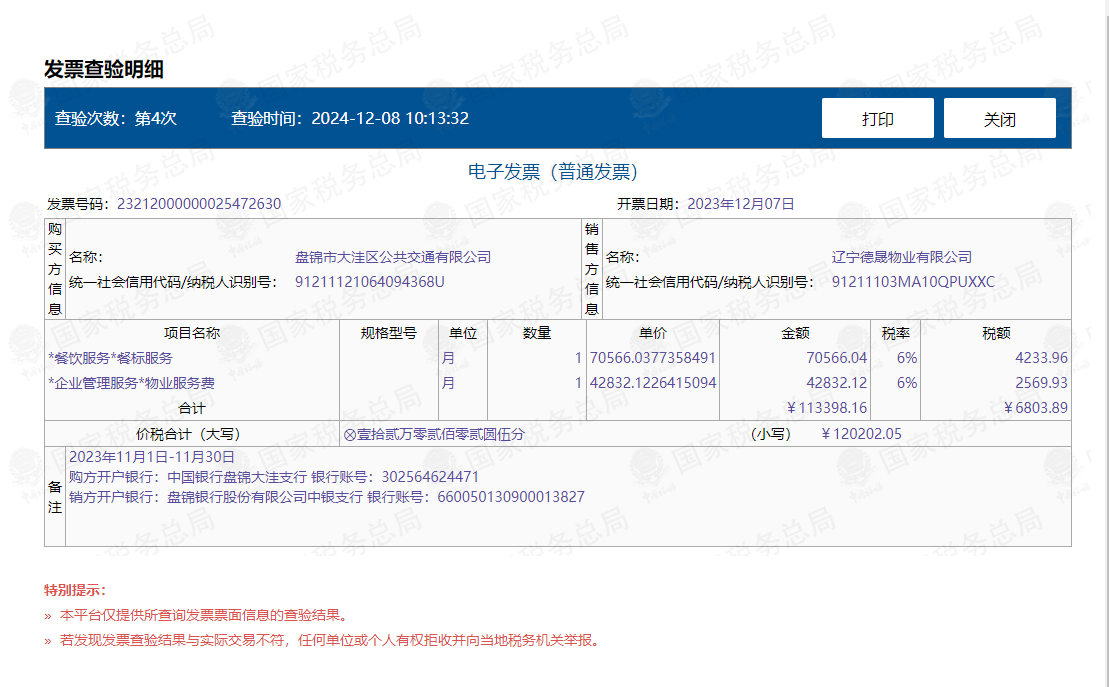 发票查验明细
查验次数：第4次 查验时间：2024-12-08 10:13:32 打印 关闭
电子发票（普通发票）
发票号码：23212000000025472630 开票日期：2023年12月07日
购买方信息 名称： 盘锦市大洼区公共交通有限公司
统一社会信用代码/纳税人识别号： 91211121064094368U
销售方信息 名称： 辽宁德晟物业有限公司
统一社会信用代码/纳税人识别号： 91211103MA10QPUXXC
项目名称 规格型号 单位 数量 单价 金额 税率 税额
*餐饮服务*餐标服务 月 1 70566.0377358491 70566.04 6% 4233.96
*企业管理服务*物业服务费 月 1 42832.1226415094 42832.12 6% 2569.93
合计 ￥113398.16 ￥6803.89
价税合计（大写） ⊗壹拾贰万零贰佰零贰圆伍分 （小写） ￥120202.05
备注 2023年11月1日-11月30日
购方开户银行：中国银行盘锦大洼支行 银行账号：302564624471
销方开户银行：盘锦银行股份有限公司中银支行 银行账号：660050130900013827
特别提示：
» 本平台仅提供所查询发票票面信息的查验结果。
» 若发现发票查验结果与实际交易不符，任何单位或个人有权拒收并向当地税务机关举报。
国家税务总局